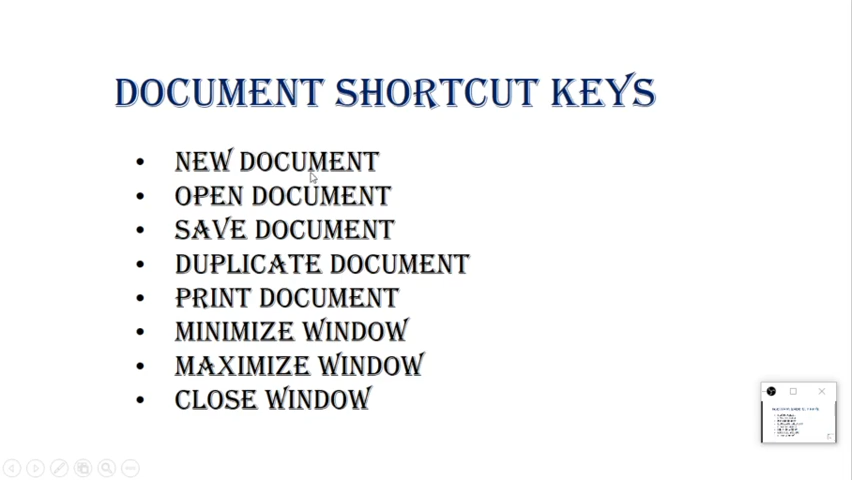 DOCUMENT SHORTCUT KEYS
• NEW DOCUMENT
• OPEN DOCUMENT
• SAVE DOCUMENT
• DUPLICATE DOCUMENT
• PRINT DOCUMENT
• MINIMIZE WINDOW
• MAXIMIZE WINDOW
• CLOSE WINDOW